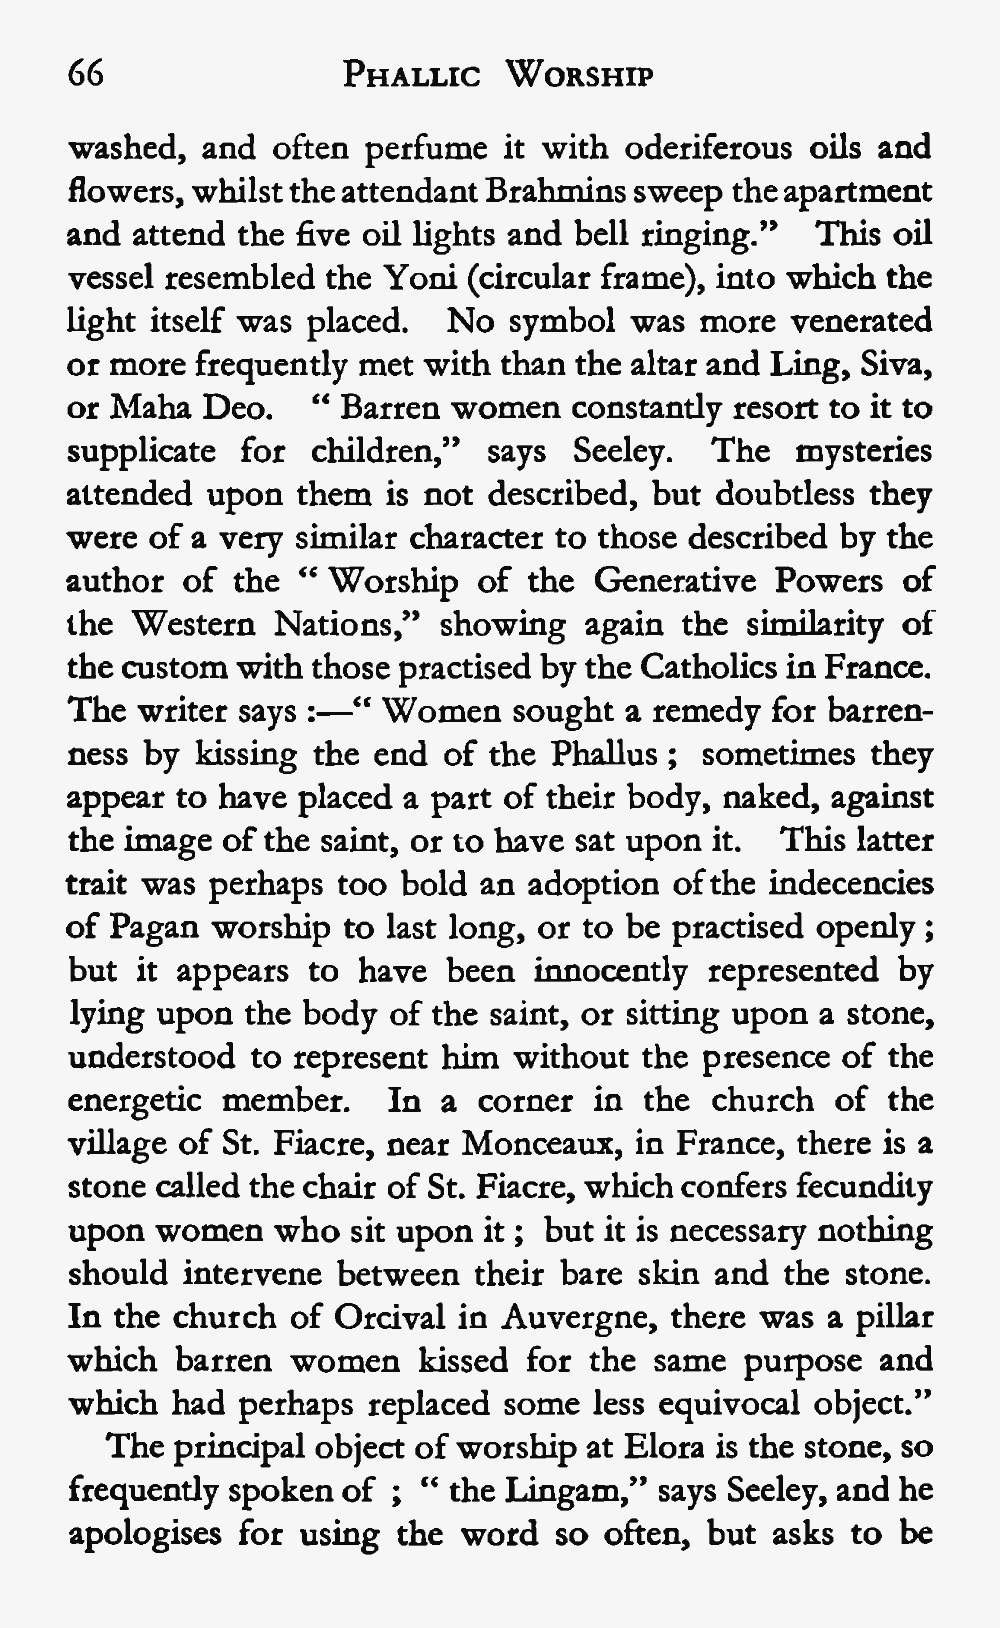 66 PHALLIC WORSHIP
washed, and often perfume it with oderiferous oils and
flowers, whilst the attendant Brahmins sweep the apartment
and attend the five oil lights and bell ringing.” This oil
vessel resembled the Yoni (circular frame), into which the
light itself was placed. No symbol was more venerated
or more frequently met with than the altar and Ling, Siva,
or Maha Deo. “ Barren women constantly resort to it to
supplicate for children,” says Seeley. The mysteries
attended upon them is not described, but doubtless they
were of a very similar character to those described by the
author of the “ Worship of the Generative Powers of
the Western Nations,” showing again the similarity of
the custom with those practised by the Catholics in France.
The writer says :—“ Women sought a remedy for barren-
ness by kissing the end of the Phallus ; sometimes they
appear to have placed a part of their body, naked, against
the image of the saint, or to have sat upon it. This latter
trait was perhaps too bold an adoption of the indecencies
of Pagan worship to last long, or to be practised openly ;
but it appears to have been innocently represented by
lying upon the body of the saint, or sitting upon a stone,
understood to represent him without the presence of the
energetic member. In a corner in the church of the
village of St. Fiacre, near Monceaux, in France, there is a
stone called the chair of St. Fiacre, which confers fecundity
upon women who sit upon it ; but it is necessary nothing
should intervene between their bare skin and the stone.
In the church of Orcival in Auvergne, there was a pillar
which barren women kissed for the same purpose and
which had perhaps replaced some less equivocal object.”
The principal object of worship at Elora is the stone, so
frequently spoken of ; “ the Lingam,” says Seeley, and he
apologises for using the word so often, but asks to be